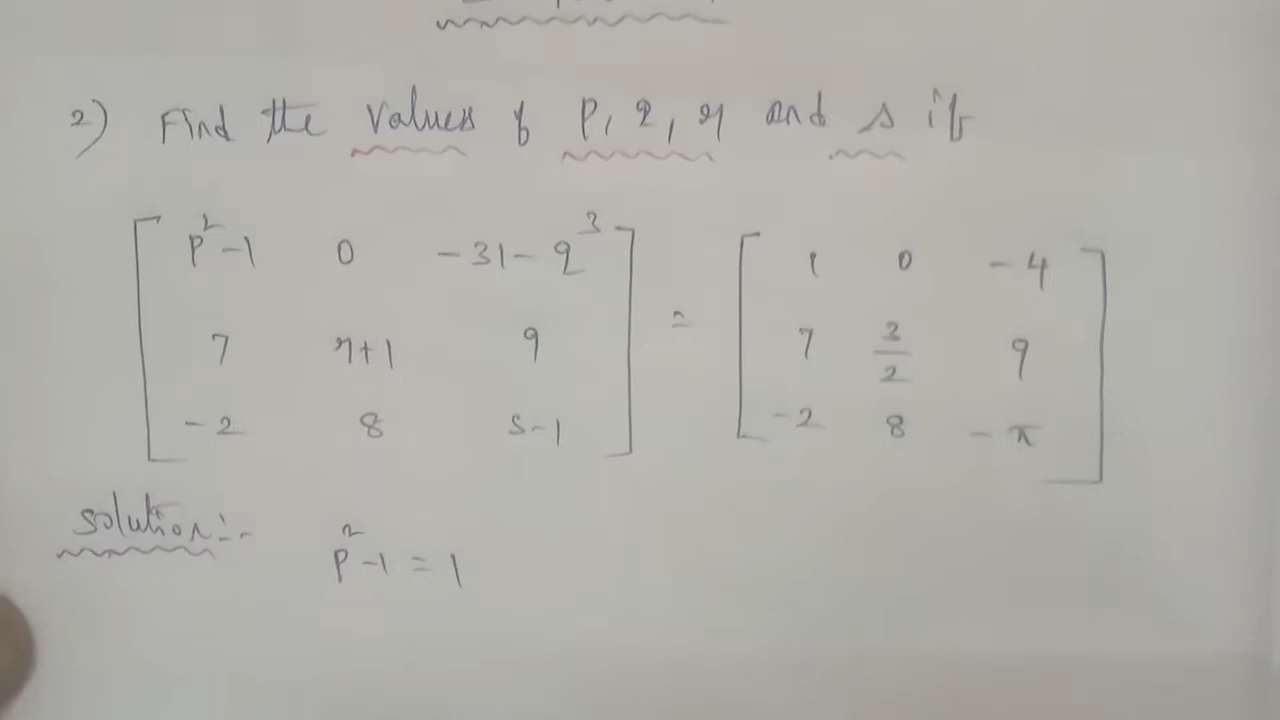 2) Find the values of p, q, r and s if
[ p²-1 0 -31-q³ ] = [ 1 0 -4 ]
[ 7 r+1 9 ] [ 7 3/2 9 ]
[ -2 8 s-1 ] [ -2 8 -π ]
Solution:-
p²-1 = 1